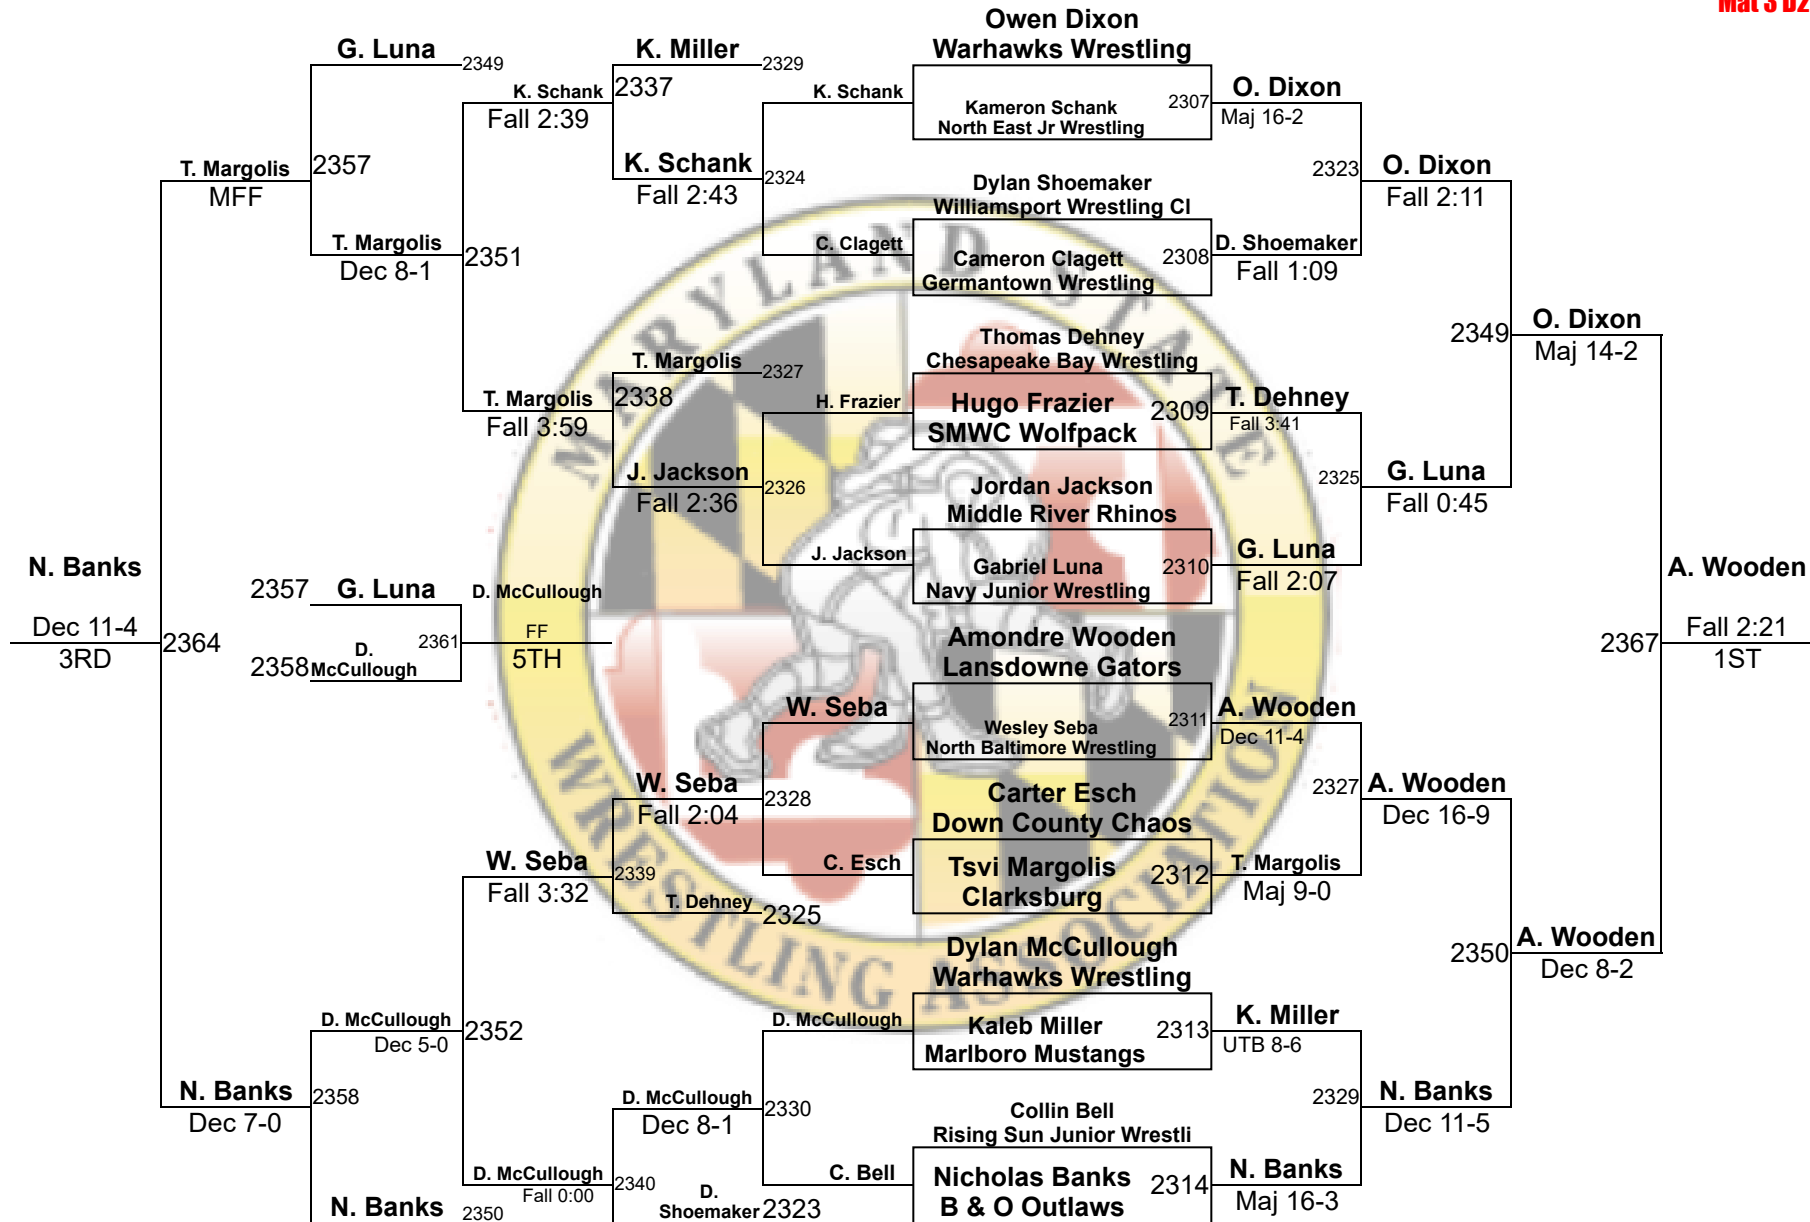 Mat 3 D2
Owen Dixon
Warhawks Wrestling
G. Luna 2349
K. Miller 2329
K. Schank 2337
Fall 2:39
K. Schank
Kameron Schank
North East Jr Wrestling
2307
O. Dixon
Maj 16-2
T. Margolis 2357
MFF
K. Schank 2324
Fall 2:43
Dylan Shoemaker
Williamsport Wrestling Cl
2323
O. Dixon
Fall 2:11
T. Margolis 2351
Dec 8-1
C. Clagett
Cameron Clagett
Germantown Wrestling
2308
D. Shoemaker
Fall 1:09
Thomas Dehney
Chesapeake Bay Wrestling
2349
O. Dixon
Maj 14-2
T. Margolis 2327
T. Margolis 2338
Fall 3:59
H. Frazier
Hugo Frazier
SMWC Wolfpack
2309
T. Dehney
Fall 3:41
J. Jackson 2326
Fall 2:36
Jordan Jackson
Middle River Rhinos
2325
G. Luna
Fall 0:45
J. Jackson
Gabriel Luna
Navy Junior Wrestling
2310
G. Luna
Fall 2:07
N. Banks
Dec 11-4
3RD
2364
2357 G. Luna
2358 D.
McCullough
2361
D. McCullough
FF
5TH
Amondre Wooden
Lansdowne Gators
2367
A. Wooden
Fall 2:21
1ST
W. Seba
Wesley Seba
North Baltimore Wrestling
2311
A. Wooden
Dec 11-4
W. Seba 2328
Fall 2:04
Carter Esch
Down County Chaos
2327
A. Wooden
Dec 16-9
W. Seba 2339
Fall 3:32
C. Esch
Tsvi Margolis
Clarksburg
2312
T. Margolis
Maj 9-0
T. Dehney 2325
Dylan McCullough
Warhawks Wrestling
2350
A. Wooden
Dec 8-2
D. McCullough 2352
Dec 5-0
D. McCullough
Kaleb Miller
Marlboro Mustangs
2313
K. Miller
UTB 8-6
N. Banks 2358
Dec 7-0
D. McCullough 2330
Dec 8-1
Collin Bell
Rising Sun Junior Wrestli
2329
N. Banks
Dec 11-5
D. McCullough 2340
Fall 0:00
C. Bell
Nicholas Banks
B & O Outlaws
2314
N. Banks
Maj 16-3
N. Banks 2350
D.
Shoemaker 2323
MARYLAND STATE
WRESTLING ASSOCIATION